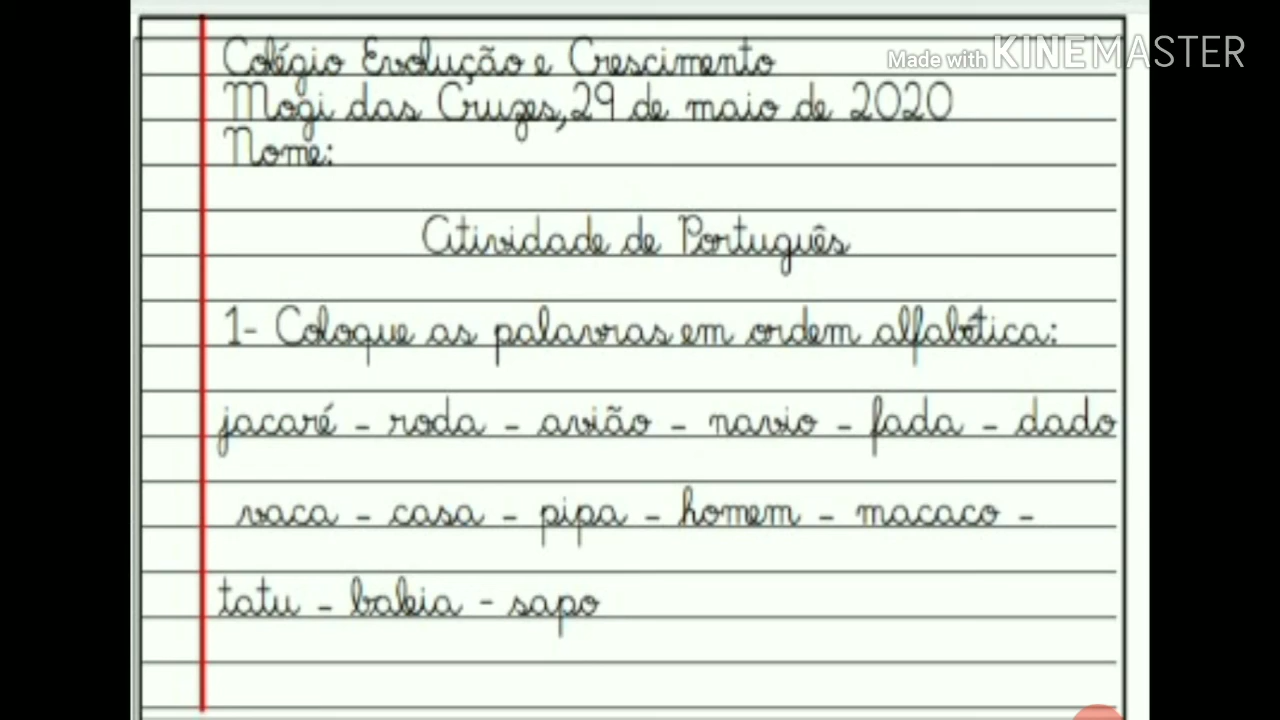 Made with KINEMASTER
Colégio Evolução e Crescimento
Mogi das Cruzes, 29 de maio de 2020
Nome:
Atividade de Português
1- Coloque as palavras em ordem alfabética:
jacaré - roda - avião - navio - fada - dado
vaca - casa - pipa - homem - macaco -
tatu - baleia - sapo